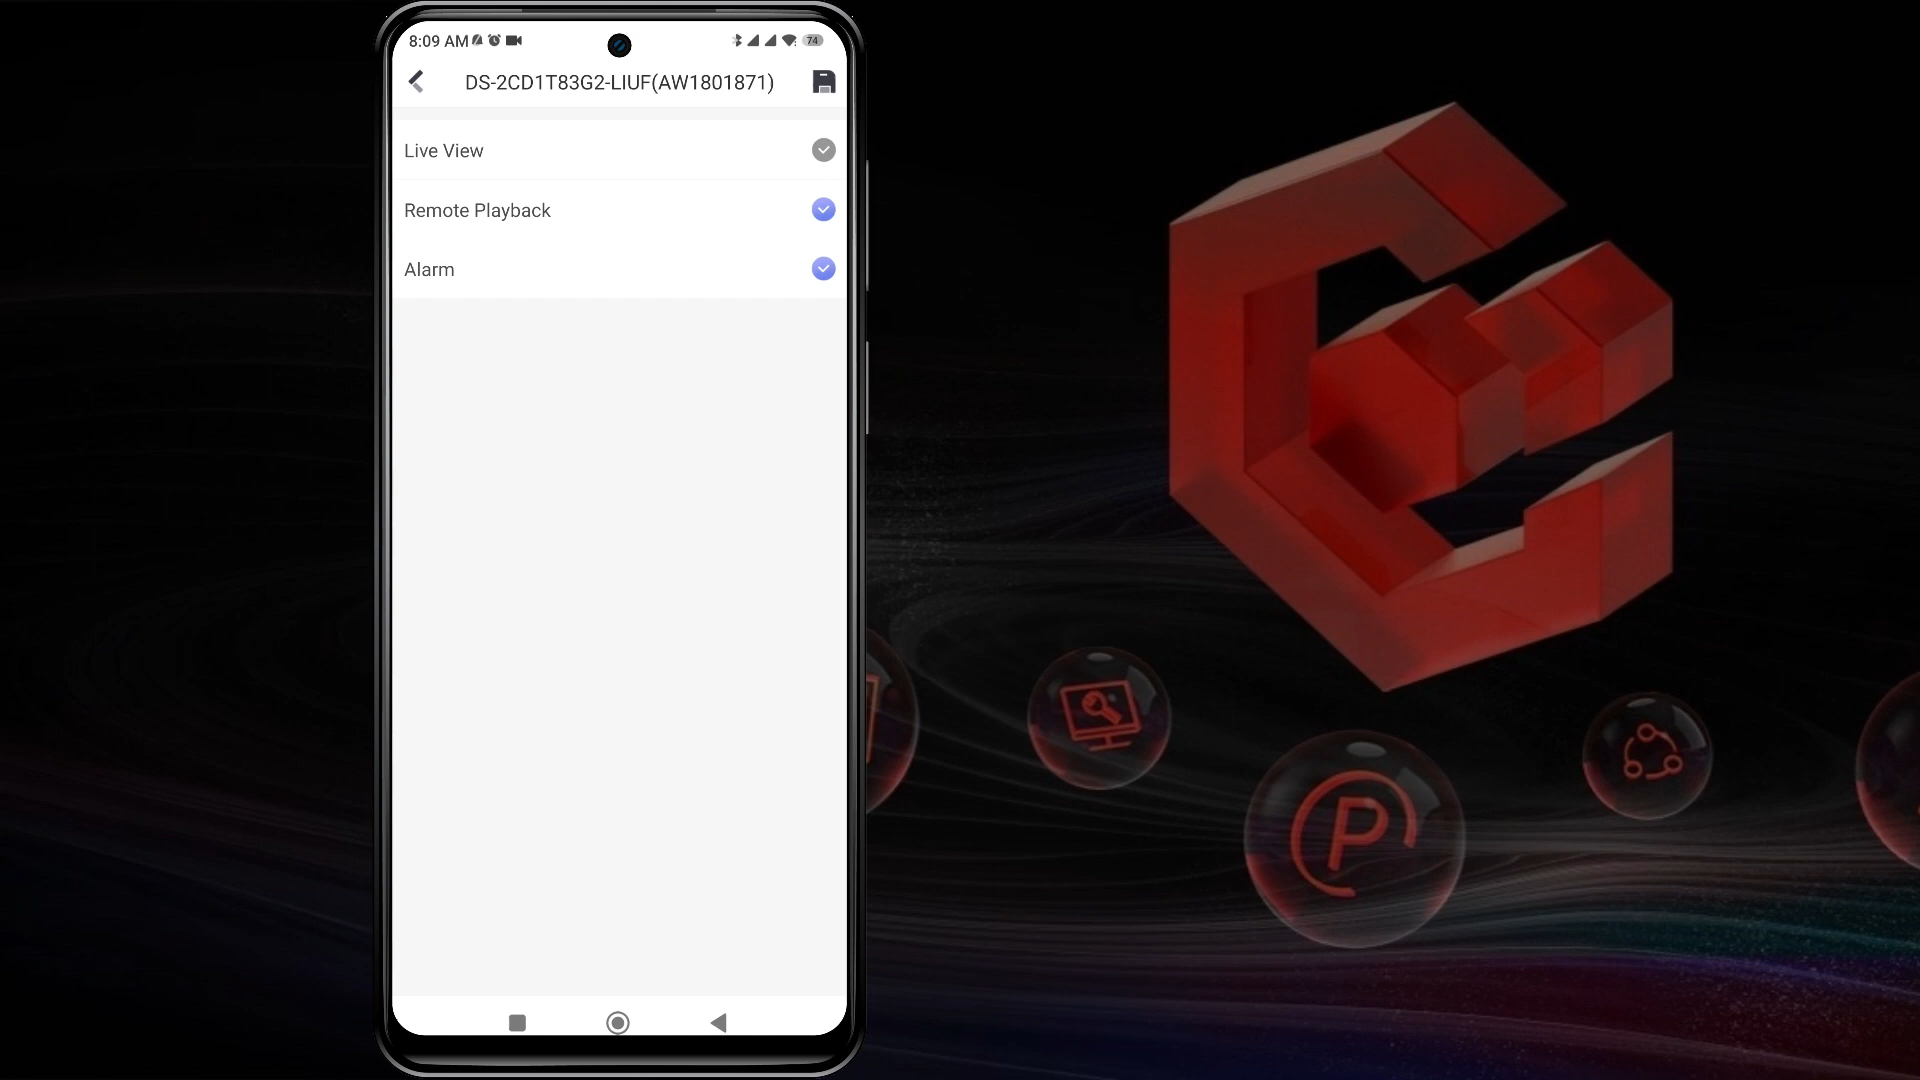 8:09 AM
74
DS-2CD1T83G2-LIUF(AW1801871)
Live View
Remote Playback
Alarm
P